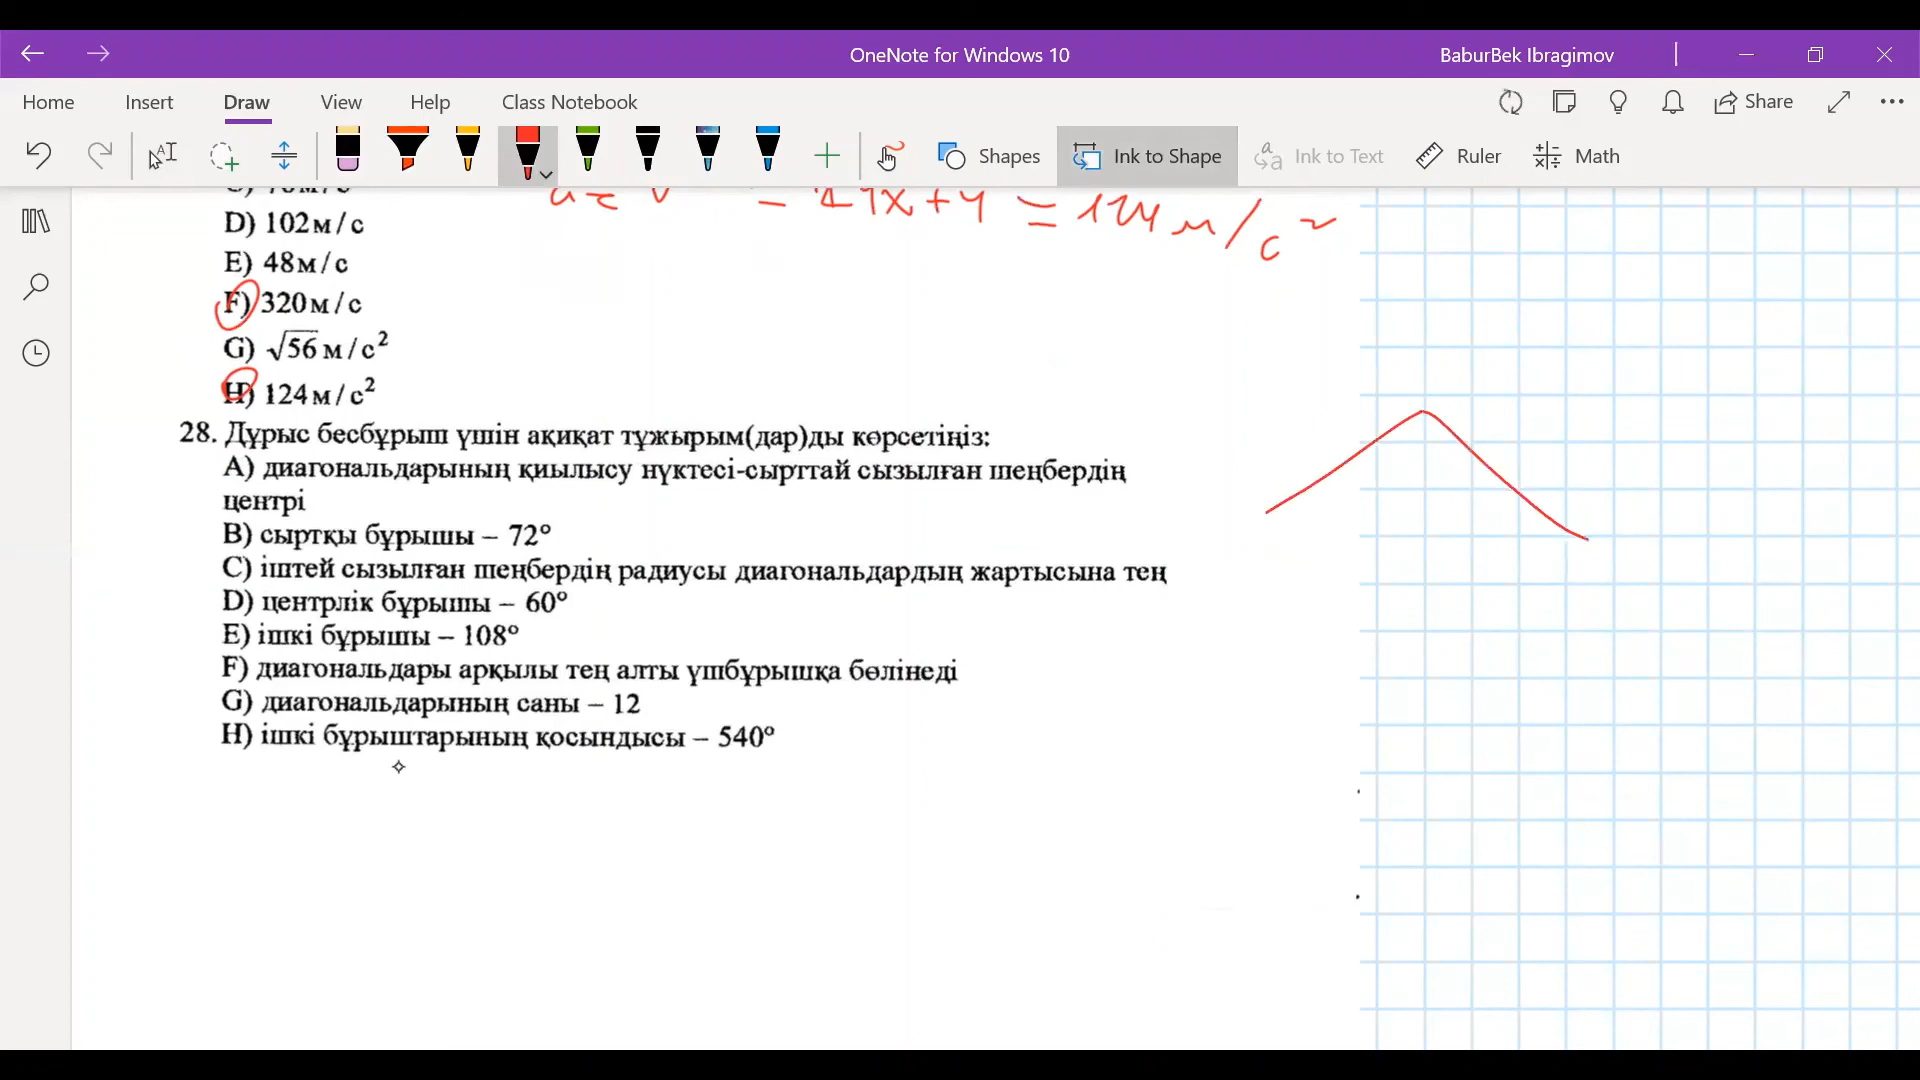 OneNote for Windows 10
BaburBek Ibragimov
Home Insert Draw View Help Class Notebook
Share
Shapes Ink to Shape Ink to Text Ruler Math
= 24x+4 = 124 м/с²
D) 102м/с
E) 48м/с
F) 320м/с
G) √56 м/с²
H) 124м/с²
28. Дұрыс бесбұрыш үшін ақиқат тұжырым(дар)ды көрсетіңіз:
A) диагональдарының қиылысу нүктесі-сырттай сызылған шеңбердің
центрі
B) сыртқы бұрышы – 72°
C) іштей сызылған шеңбердің радиусы диагональдардың жартысына тең
D) центрлік бұрышы – 60°
E) ішкі бұрышы – 108°
F) диагональдары арқылы тең алты үшбұрышқа бөлінеді
G) диагональдарының саны – 12
H) ішкі бұрыштарының қосындысы – 540°